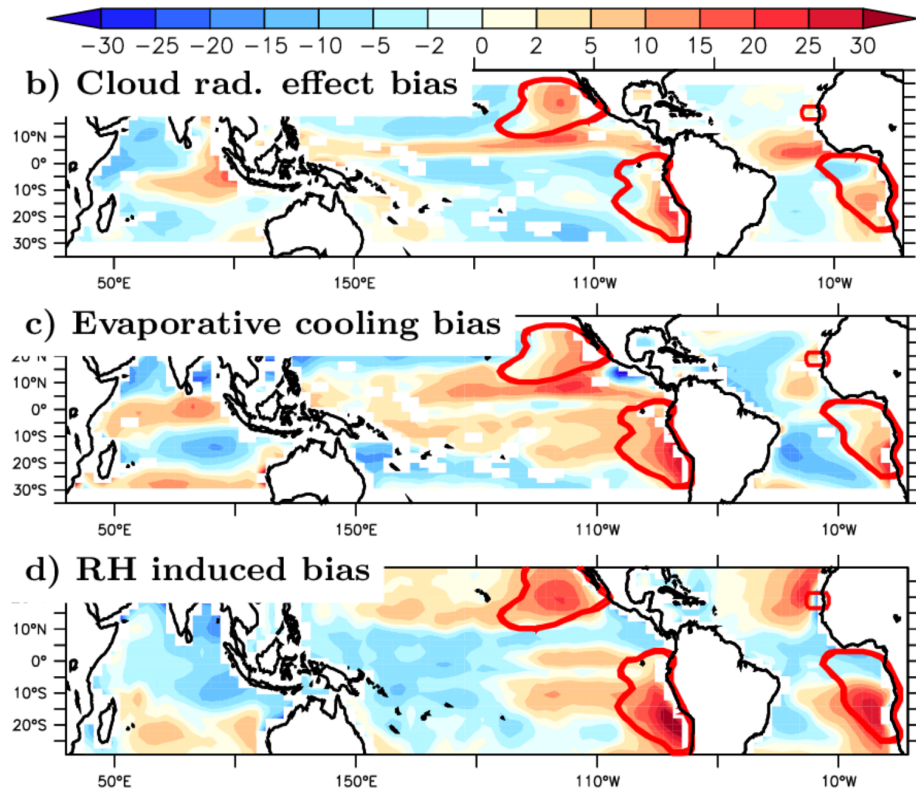 −30 −25 −20 −15 −10 −5 −2 0 2 5 10 15 20 25 30
b) Cloud rad. effect bias
10°N
0°
10°S
20°S
30°S
50°E 150°E 110°W 10°W
c) Evaporative cooling bias
20°N
10°N
0°
10°S
20°S
30°S
50°E 150°E 110°W 10°W
d) RH induced bias
10°N
0°
10°S
20°S
50°E 150°E 110°W 10°W